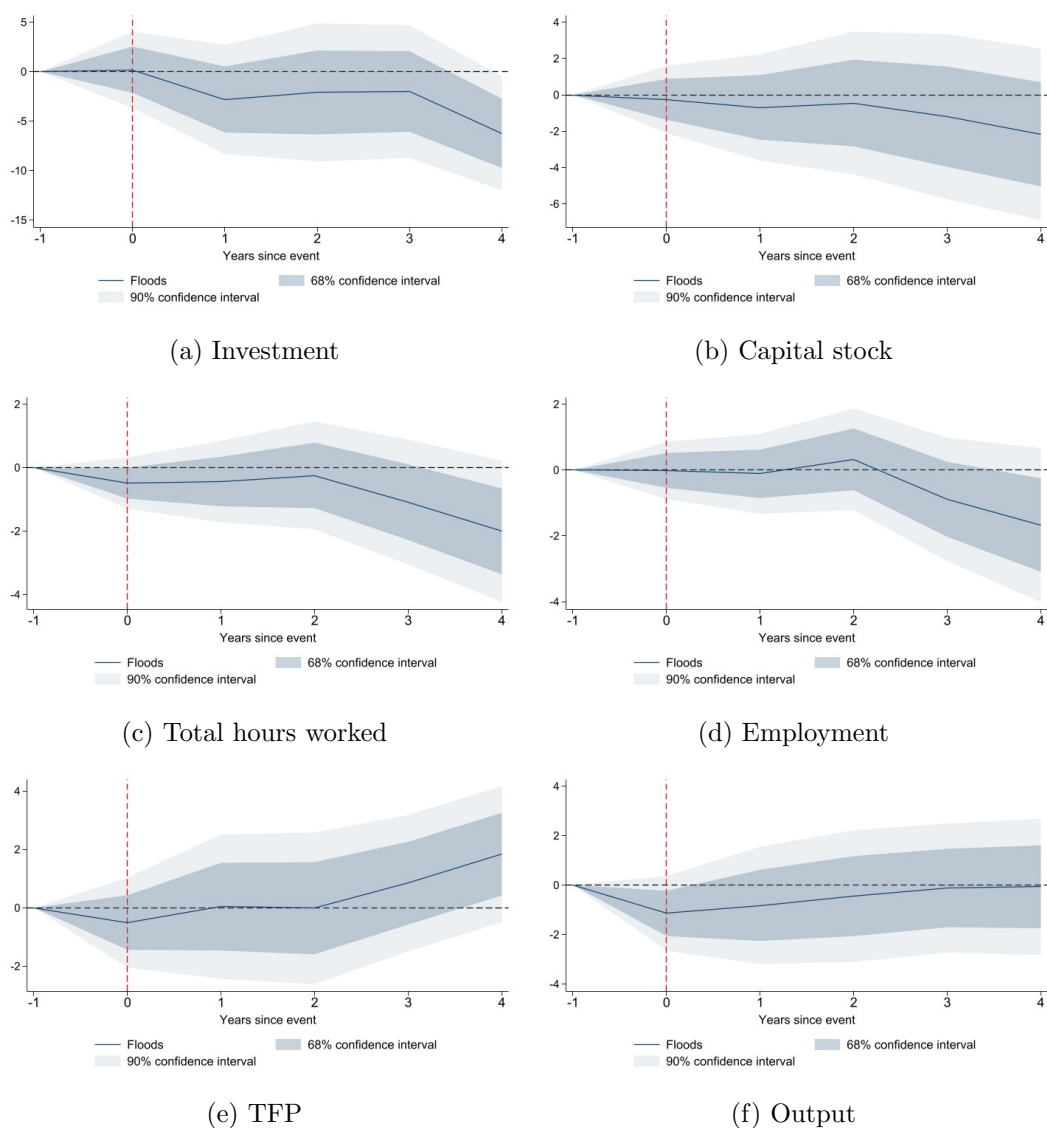 5
0
-5
-10
-15
-1 0 1 2 3 4
Years since event
Floods 68% confidence interval
90% confidence interval
(a) Investment
4
2
0
-2
-4
-6
-1 0 1 2 3 4
Years since event
Floods 68% confidence interval
90% confidence interval
(b) Capital stock
2
0
-2
-4
-1 0 1 2 3 4
Years since event
Floods 68% confidence interval
90% confidence interval
(c) Total hours worked
2
0
-2
-4
-1 0 1 2 3 4
Years since event
Floods 68% confidence interval
90% confidence interval
(d) Employment
4
2
0
-2
-1 0 1 2 3 4
Years since event
Floods 68% confidence interval
90% confidence interval
(e) TFP
4
2
0
-2
-4
-1 0 1 2 3 4
Years since event
Floods 68% confidence interval
90% confidence interval
(f) Output